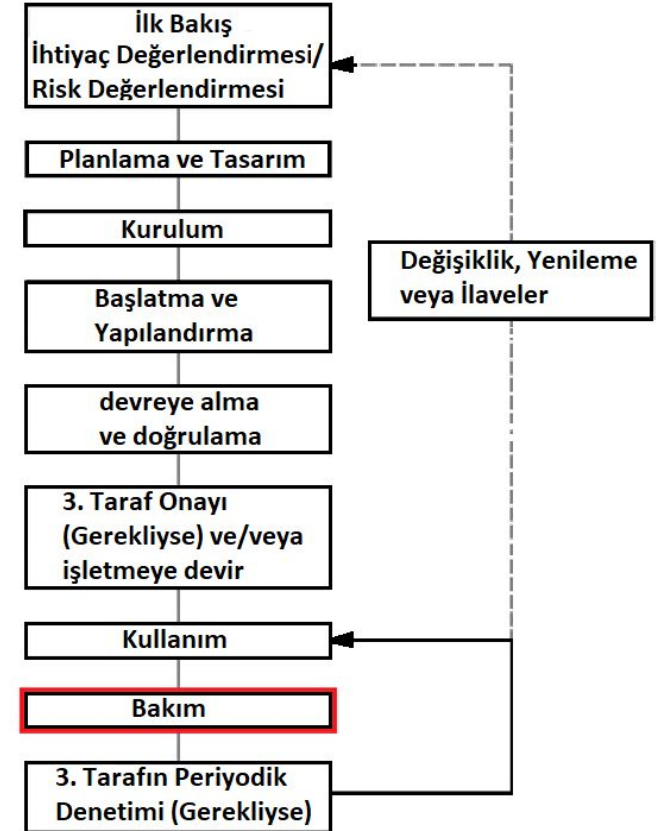 İlk Bakış
İhtiyaç Değerlendirmesi/
Risk Değerlendirmesi
Planlama ve Tasarım
Kurulum
Başlatma ve
Yapılandırma
devreye alma
ve doğrulama
3. Taraf Onayı
(Gerekliyse) ve/veya
işletmeye devir
Kullanım
Bakım
3. Tarafın Periyodik
Denetimi (Gerekliyse)
Değişiklik, Yenileme
veya İlaveler